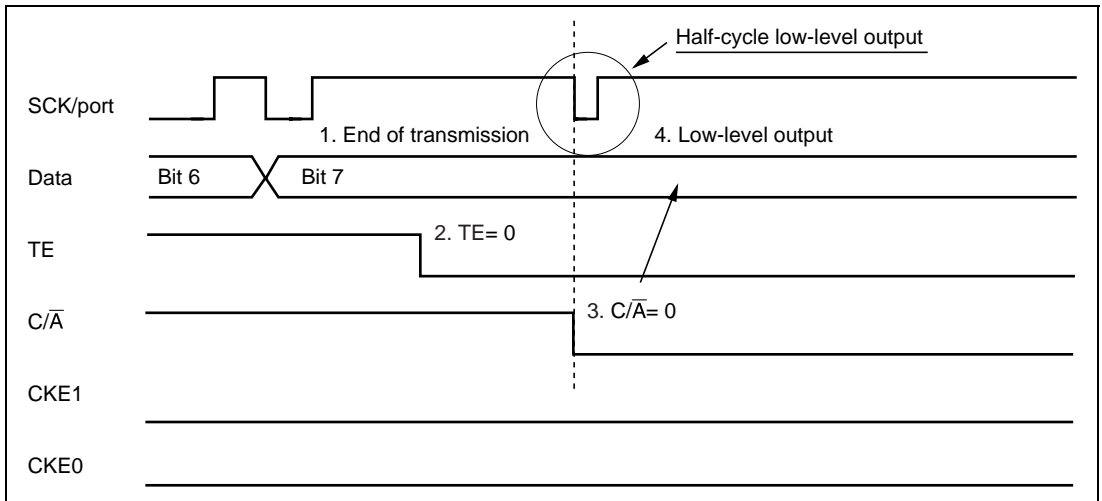 Half-cycle low-level output
SCK/port
1. End of transmission
4. Low-level output
Data
Bit 6
Bit 7
TE
2. TE= 0
C/A̅
3. C/A̅= 0
CKE1
CKE0